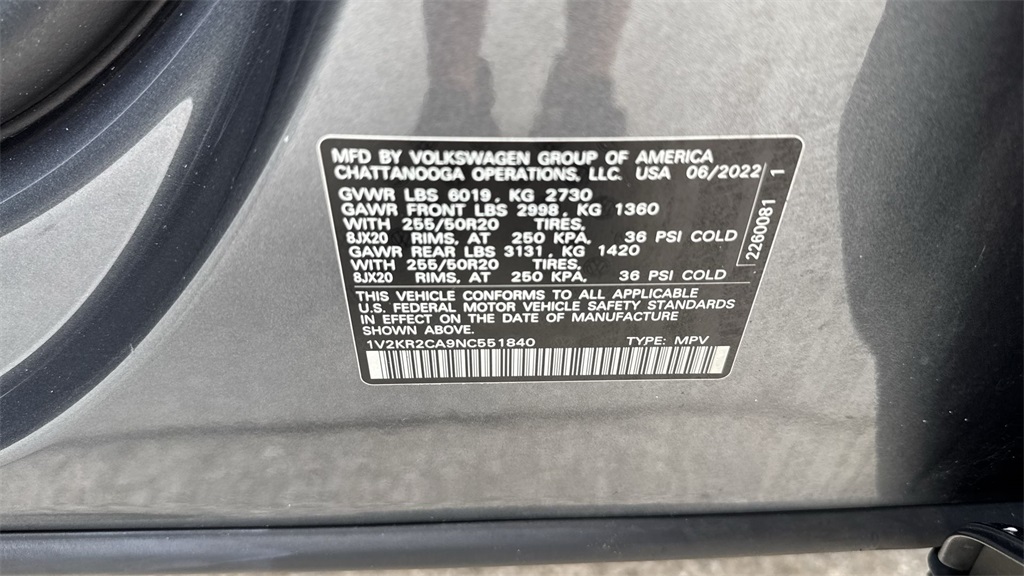 MFD BY VOLKSWAGEN GROUP OF AMERICA
CHATTANOOGA OPERATIONS, LLC. USA 06/2022
GVWR LBS 6019, KG 2730
GAWR FRONT LBS 2998, KG 1360
WITH 255/50R20 TIRES,
8JX20 RIMS, AT 250 KPA, 36 PSI COLD
GAWR REAR LBS 3131, KG 1420
WITH 255/50R20 TIRES,
8JX20 RIMS, AT 250 KPA, 36 PSI COLD
THIS VEHICLE CONFORMS TO ALL APPLICABLE
U.S. FEDERAL MOTOR VEHICLE SAFETY STANDARDS
IN EFFECT ON THE DATE OF MANUFACTURE
SHOWN ABOVE.
1V2KR2CA9NC551840 TYPE: MPV
2260081 1